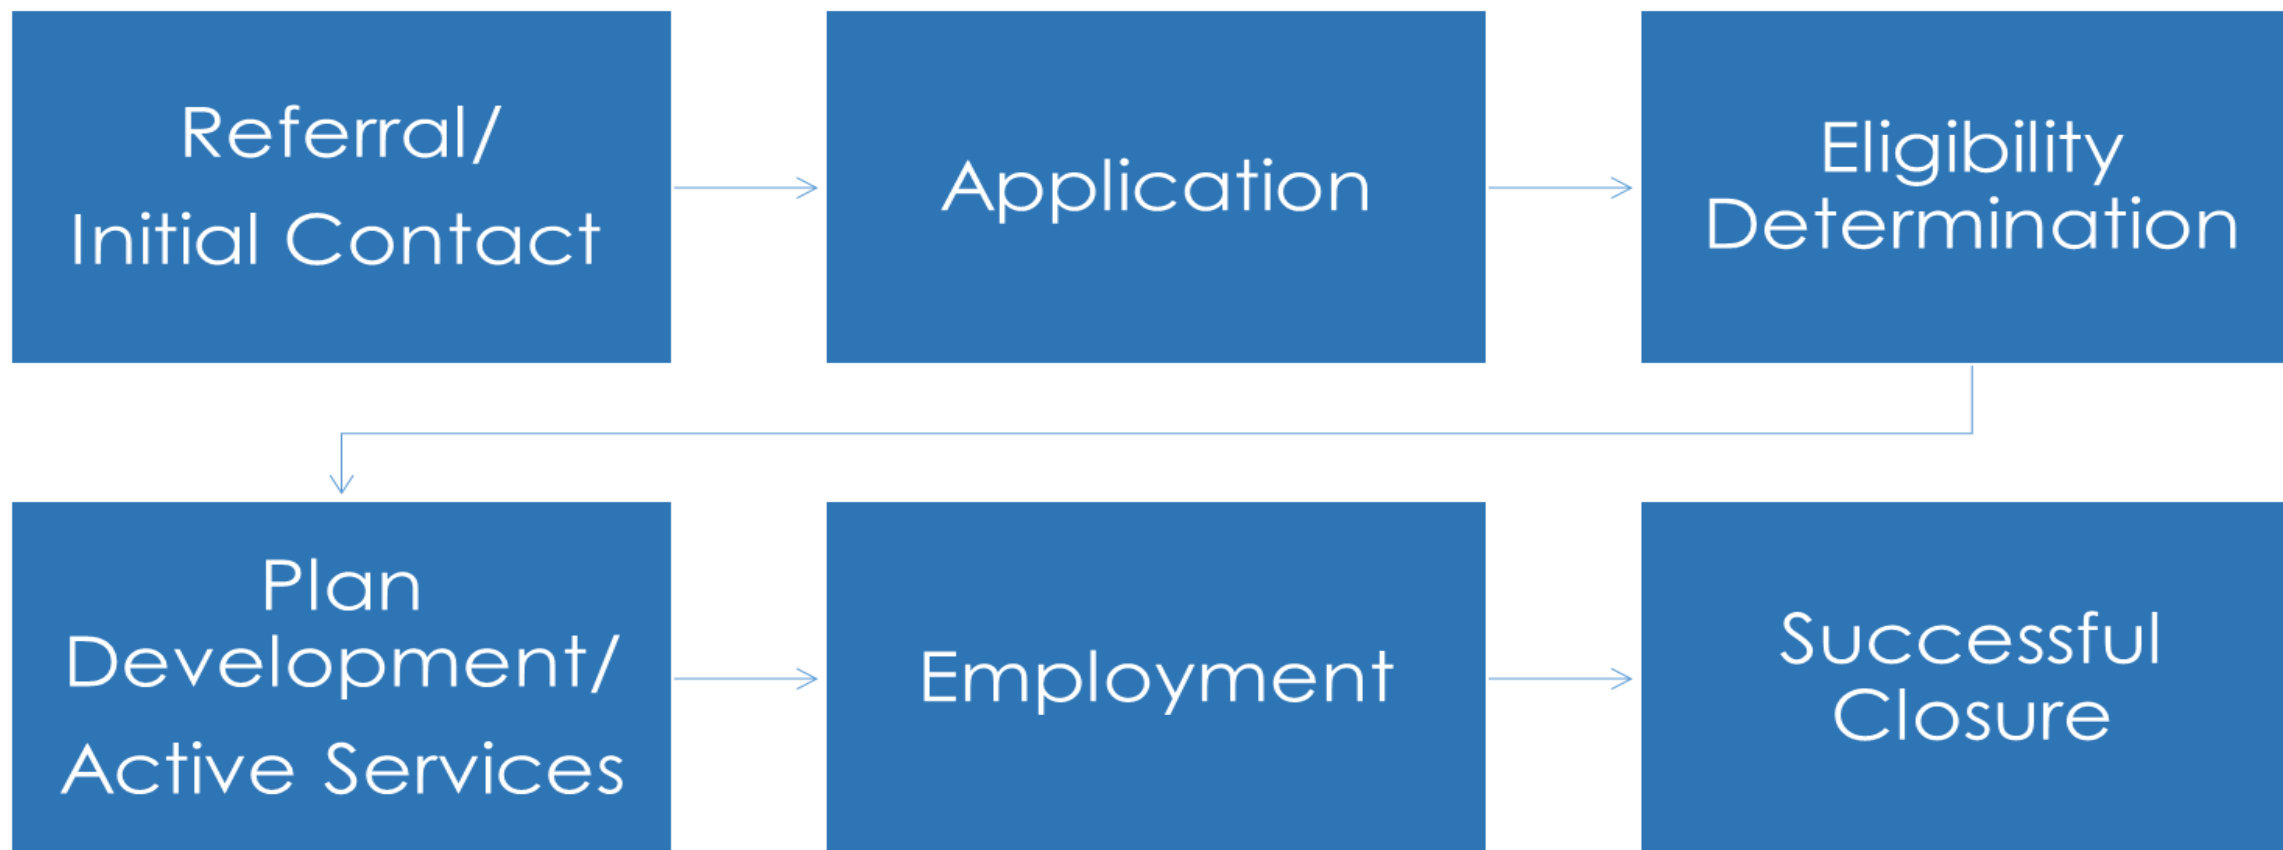 Referral/
Initial Contact
Application
Eligibility
Determination
Plan
Development/
Active Services
Employment
Successful
Closure